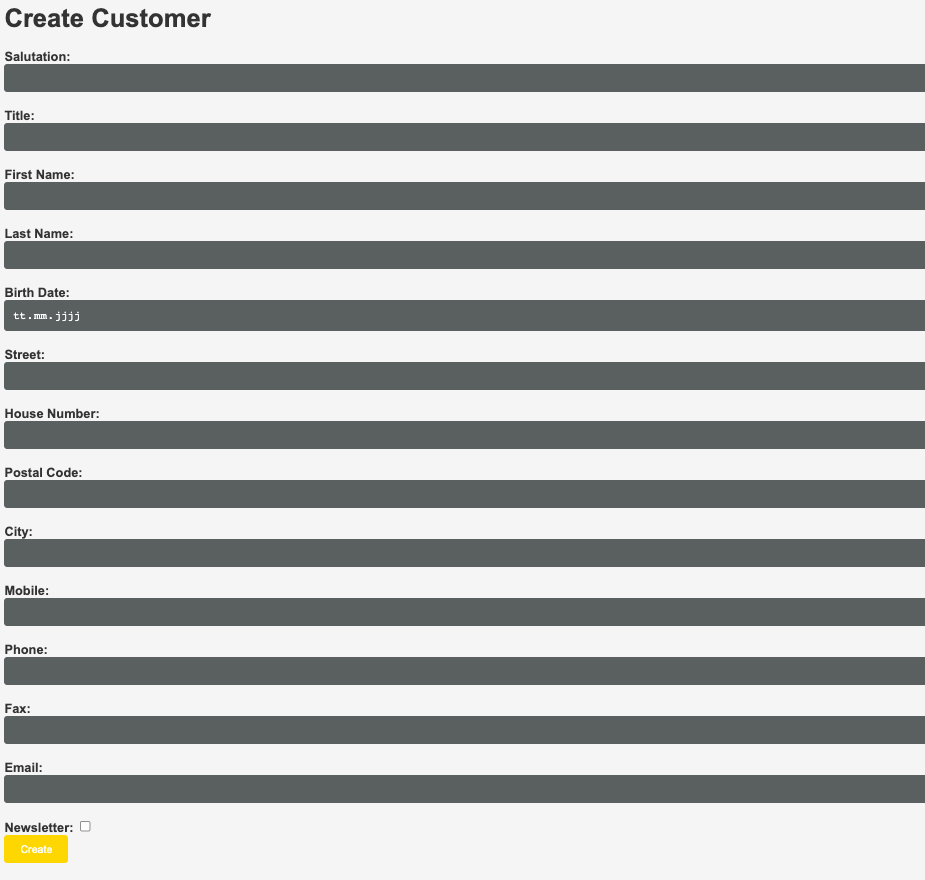 Create Customer
Salutation:
Title:
First Name:
Last Name:
Birth Date:
tt.mm.jjjj
Street:
House Number:
Postal Code:
City:
Mobile:
Phone:
Fax:
Email:
Newsletter:
Create